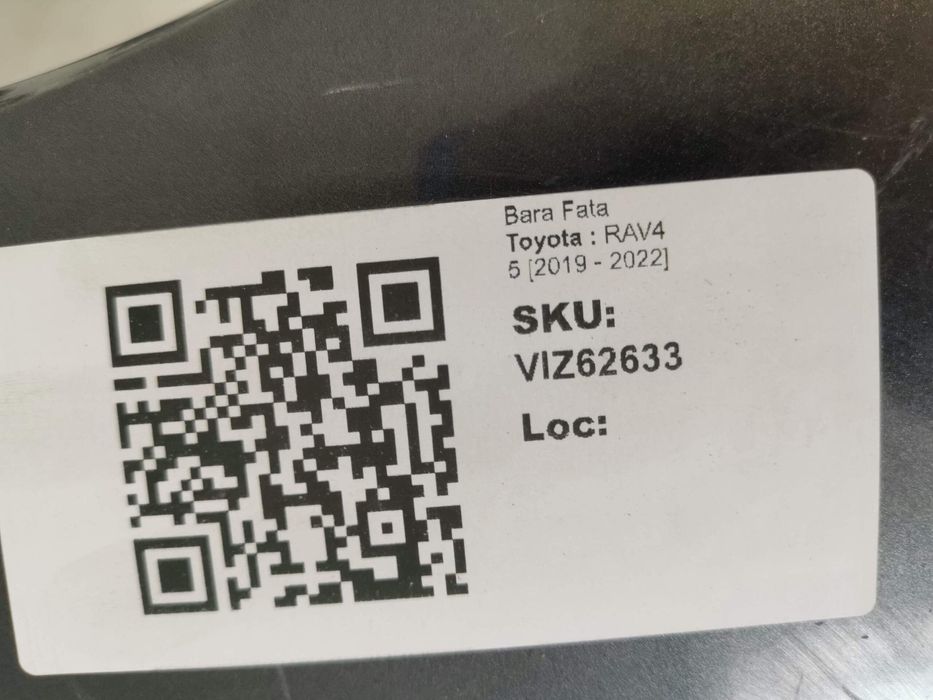 Bara Fata
Toyota : RAV4
5 [2019 - 2022]
SKU:
VIZ62633
Loc: